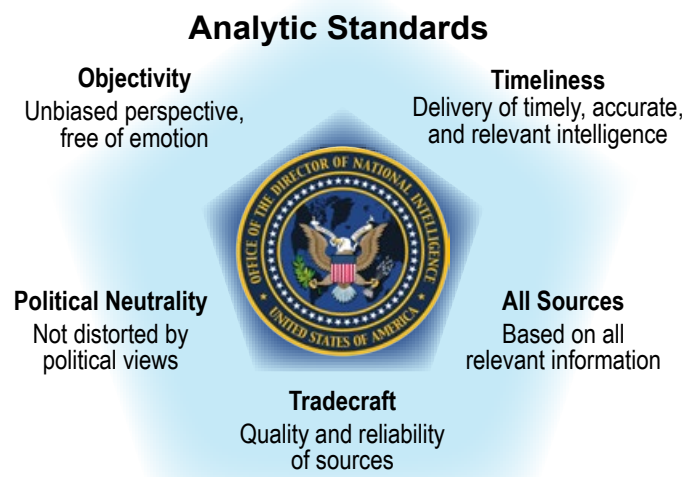 Analytic Standards
Objectivity
Unbiased perspective,
free of emotion
Timeliness
Delivery of timely, accurate,
and relevant intelligence
OFFICE OF THE DIRECTOR OF NATIONAL INTELLIGENCE
UNITED STATES OF AMERICA
Political Neutrality
Not distorted by
political views
All Sources
Based on all
relevant information
Tradecraft
Quality and reliability
of sources